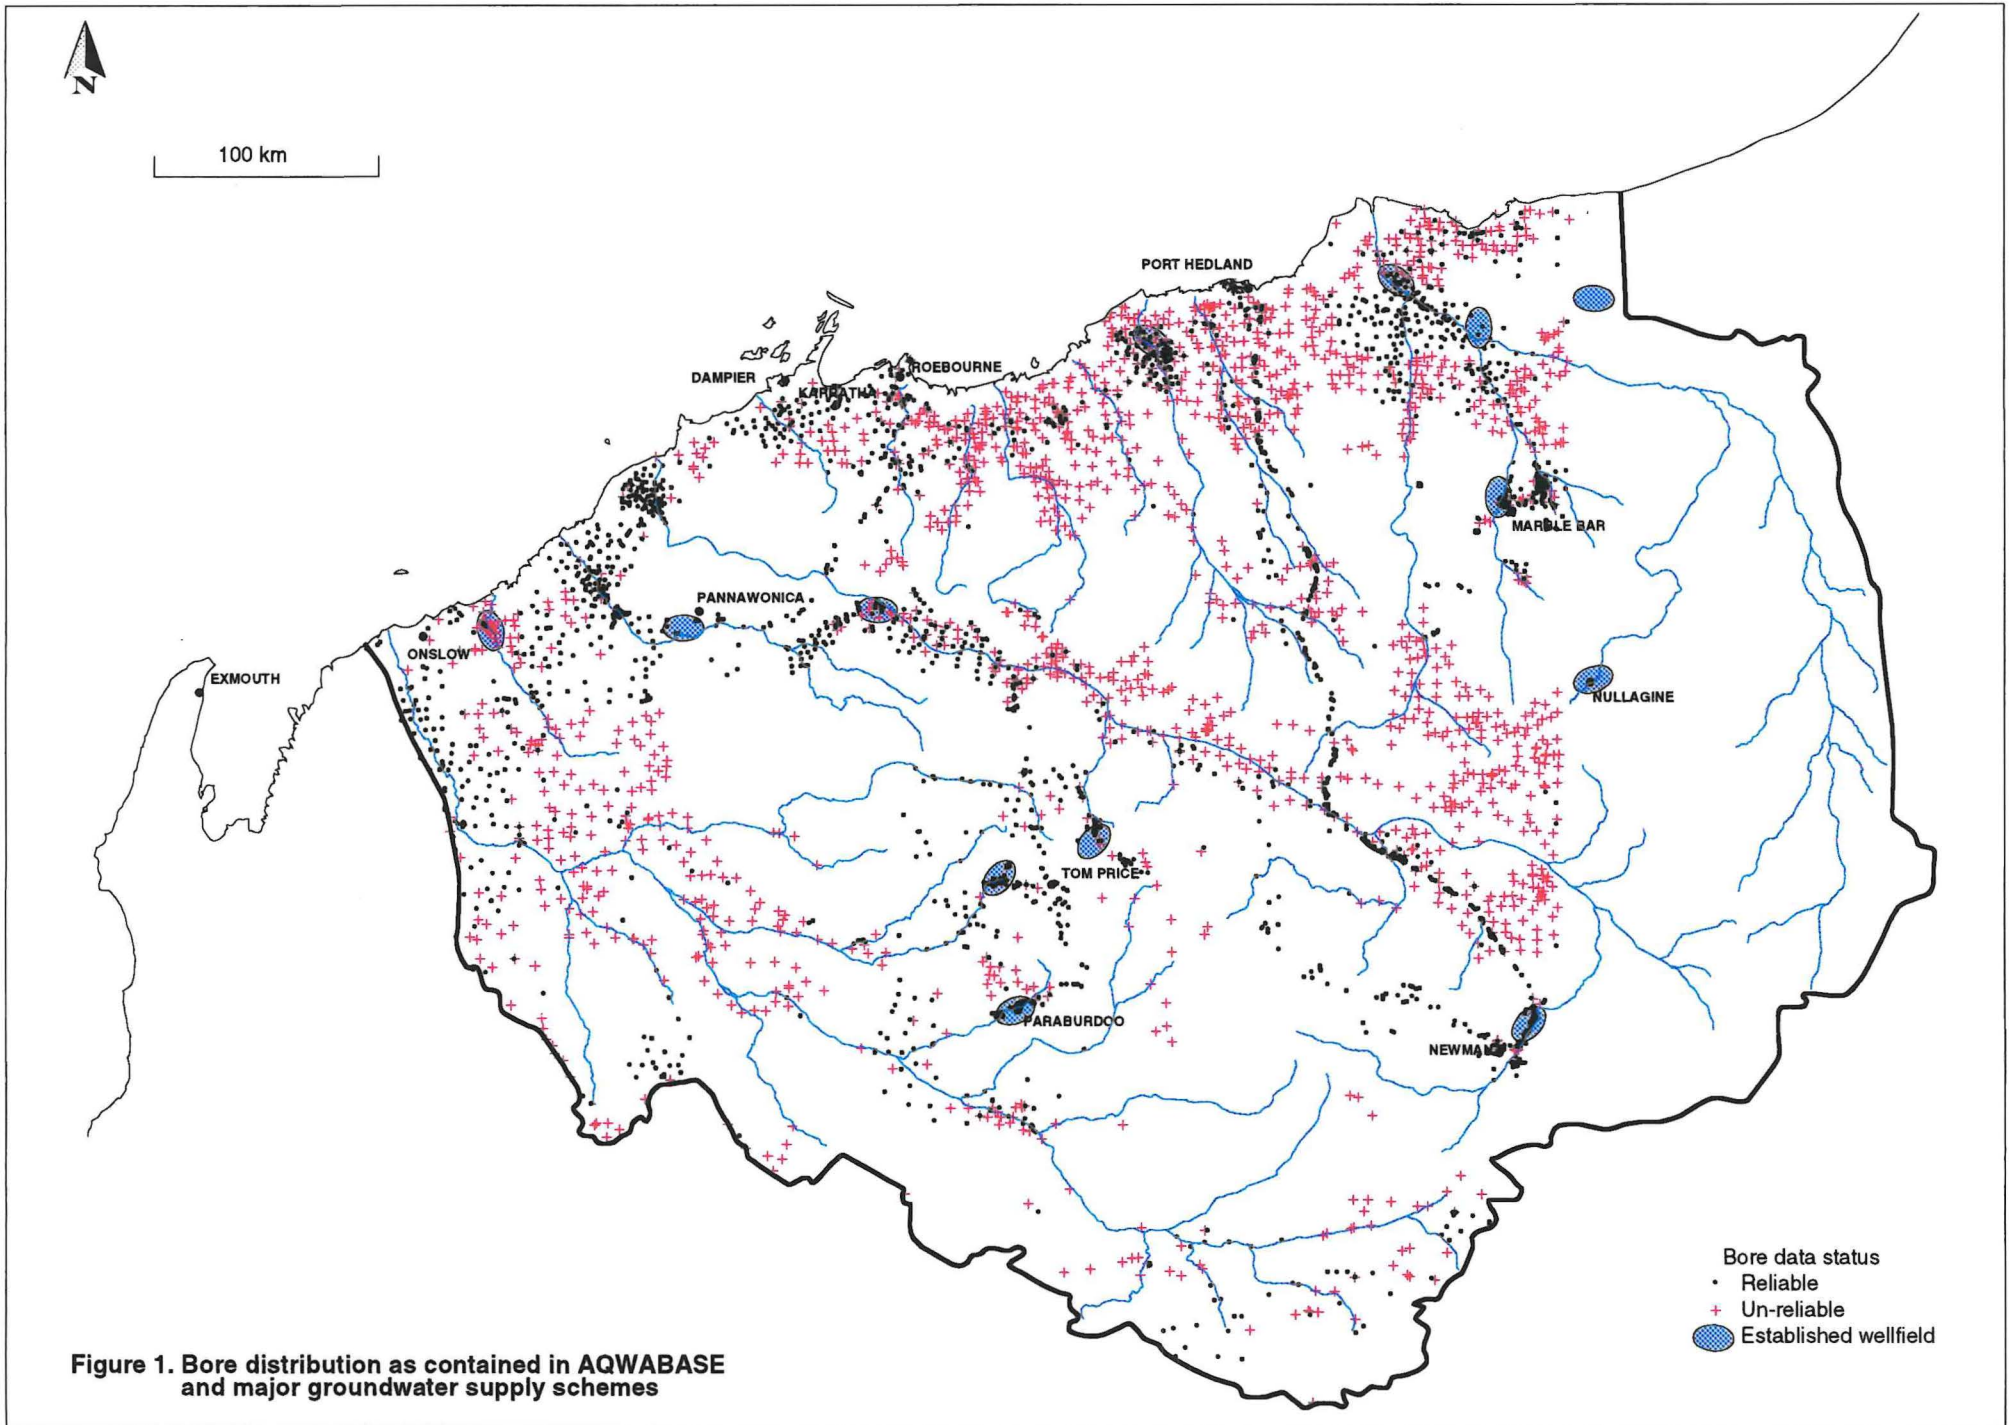 N
100 km
PORT HEDLAND
ROEBOURNE
DAMPIER
KARRATHA
MARBLE BAR
PANNAWONICA
ONSLOW
EXMOUTH
NULLAGINE
TOM PRICE
PARABURDOO
NEWMAN
Bore data status
Reliable
Un-reliable
Established wellfield
Figure 1. Bore distribution as contained in AQWABASE
and major groundwater supply schemes